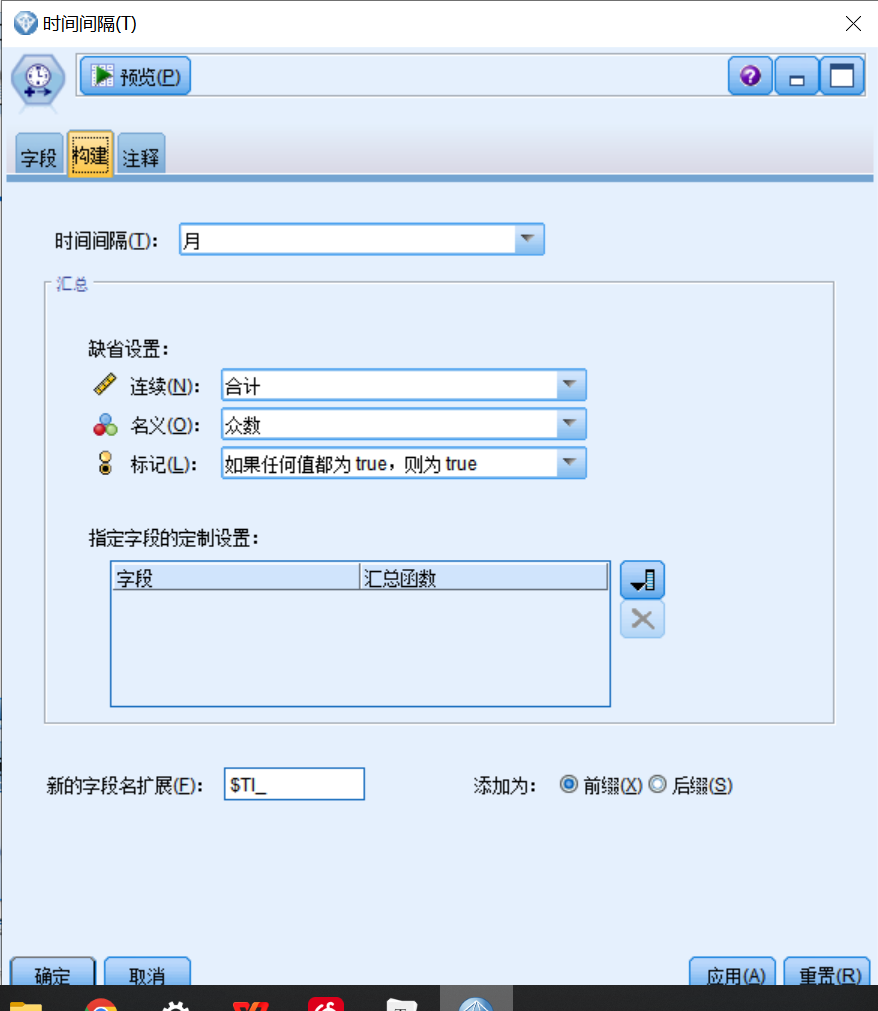 时间间隔(T)
预览(P)
字段 构建 注释
时间间隔(T): 月
汇总
缺省设置:
连续(N): 合计
名义(O): 众数
标记(L): 如果任何值都为 true，则为 true
指定字段的定制设置:
字段 汇总函数
新的字段名扩展(F): $TI_ 添加为: 前缀(X) 后缀(S)
确定 取消 应用(A) 重置(R)